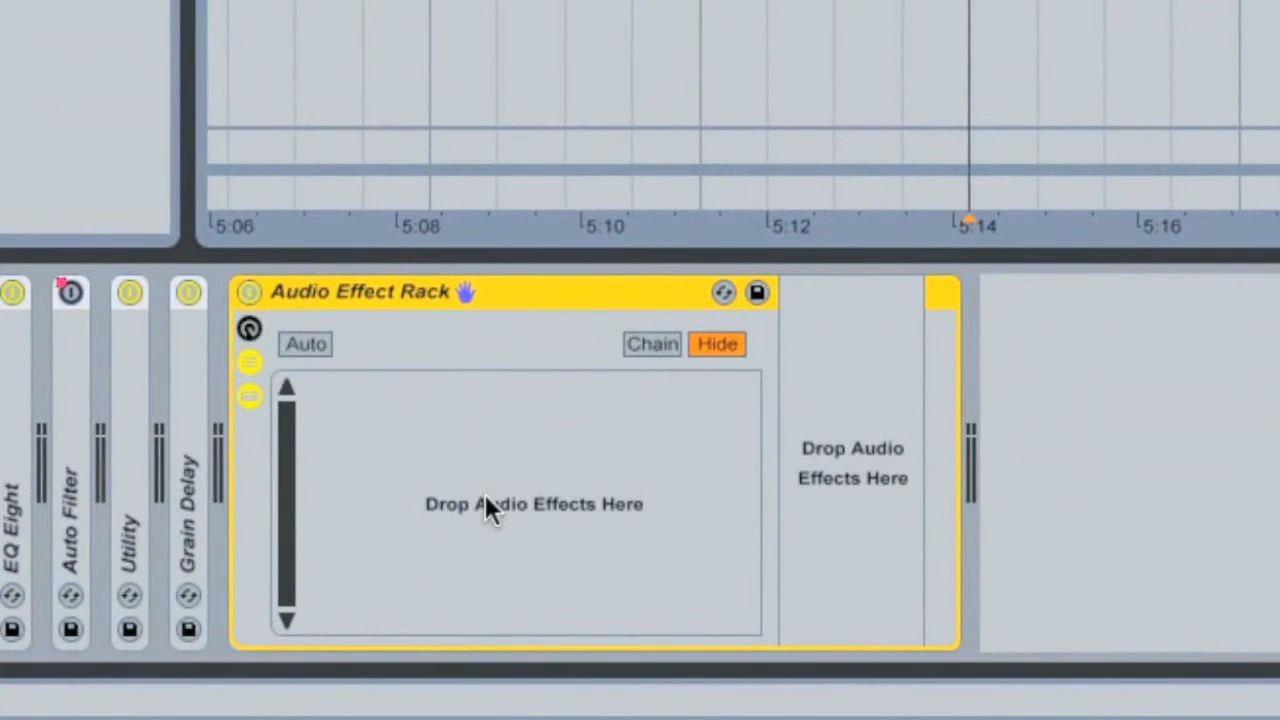 5:06
5:08
5:10
5:12
5:14
5:16
Audio Effect Rack
Auto
Chain
Hide
Drop Audio Effects Here
Drop Audio
Effects Here
EQ Eight
Auto Filter
Utility
Grain Delay